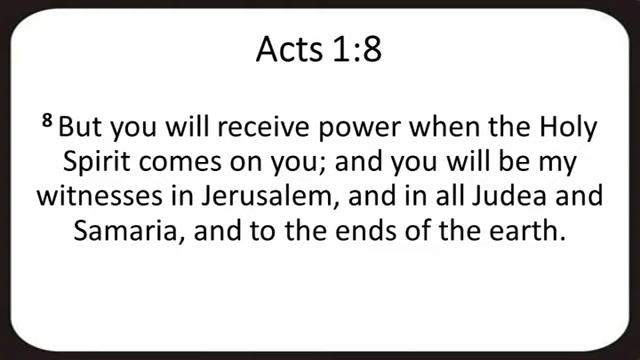 Acts 1:8
8 But you will receive power when the Holy
Spirit comes on you; and you will be my
witnesses in Jerusalem, and in all Judea and
Samaria, and to the ends of the earth.